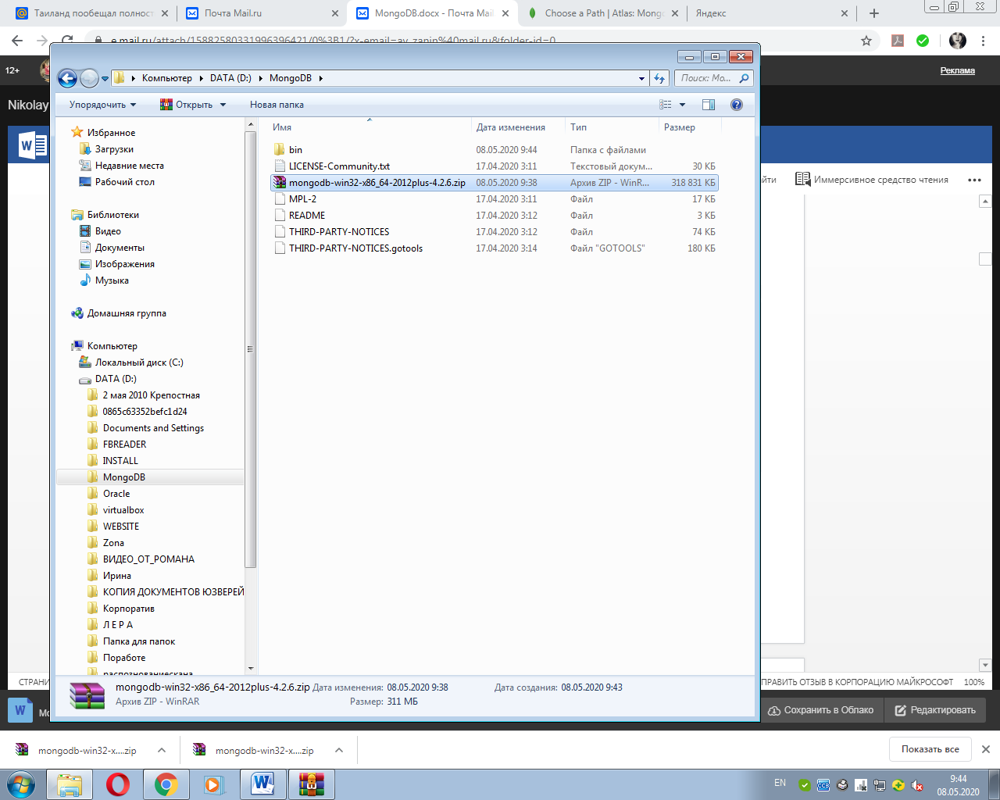 Таиланд пообещал полност
Почта Mail.ru
MongoDB.docx - Почта Mail
Choose a Path | Atlas: Mong
Яндекс
e.mail.ru/attach/15882580331996396421/0%3B1/?x-email=av_zanin%40mail.ru&folder-id=0
12+
Реклама
Nikolay
Компьютер
DATA (D:)
MongoDB
Поиск: Mo...
Упорядочить
Открыть
Новая папка
Имя
Дата изменения
Тип
Размер
bin 08.05.2020 9:44 Папка с файлами
LICENSE-Community.txt 17.04.2020 3:11 Текстовый докум... 30 КБ
mongodb-win32-x86_64-2012plus-4.2.6.zip 08.05.2020 9:38 Архив ZIP - WinR... 318 831 КБ
MPL-2 17.04.2020 3:11 Файл 17 КБ
README 17.04.2020 3:12 Файл 3 КБ
THIRD-PARTY-NOTICES 17.04.2020 3:12 Файл 74 КБ
THIRD-PARTY-NOTICES.gotools 17.04.2020 3:14 Файл "GOTOOLS" 180 КБ
Избранное
Загрузки
Недавние места
Рабочий стол
Библиотеки
Видео
Документы
Изображения
Музыка
Домашняя группа
Компьютер
Локальный диск (C:)
DATA (D:)
2 мая 2010 Крепостная
0865c63352befc1d24
Documents and Settings
FBREADER
INSTALL
MongoDB
Oracle
virtualbox
WEBSITE
Zona
ВИДЕО_ОТ_РОМАНА
Ирина
КОПИЯ ДОКУМЕНТОВ ЮЗВЕРЕЙ
Корпоратив
Л Е Р А
Папка для папок
Поработе
распознованиескана
йти
Иммерсивное средство чтения
mongodb-win32-x86_64-2012plus-4.2.6.zip Дата изменения: 08.05.2020 9:38 Дата создания: 08.05.2020 9:43
Архив ZIP - WinRAR Размер: 311 МБ
СТРАНИ
ПРАВИТЬ ОТЗЫВ В КОРПОРАЦИЮ МАЙКРОСОФТ 100%
Mo
Сохранить в Облако
Редактировать
mongodb-win32-x....zip
mongodb-win32-x....zip
Показать все
EN
9:44
08.05.2020